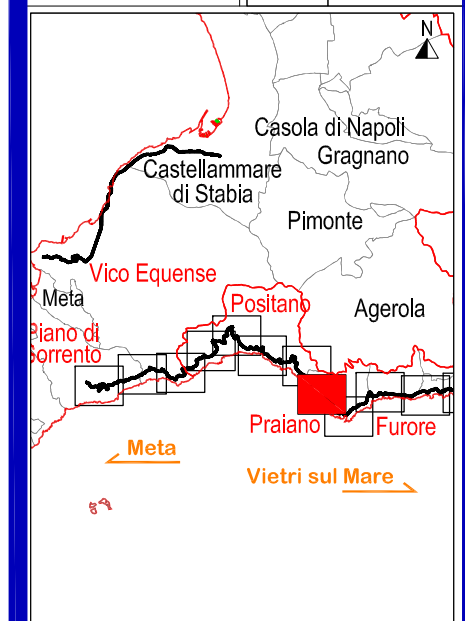 N
Casola di Napoli
Gragnano
Castellammare
di Stabia
Pimonte
Vico Equense
Meta
Positano
Agerola
Piano di
Sorrento
Praiano
Furore
Meta
Vietri sul Mare